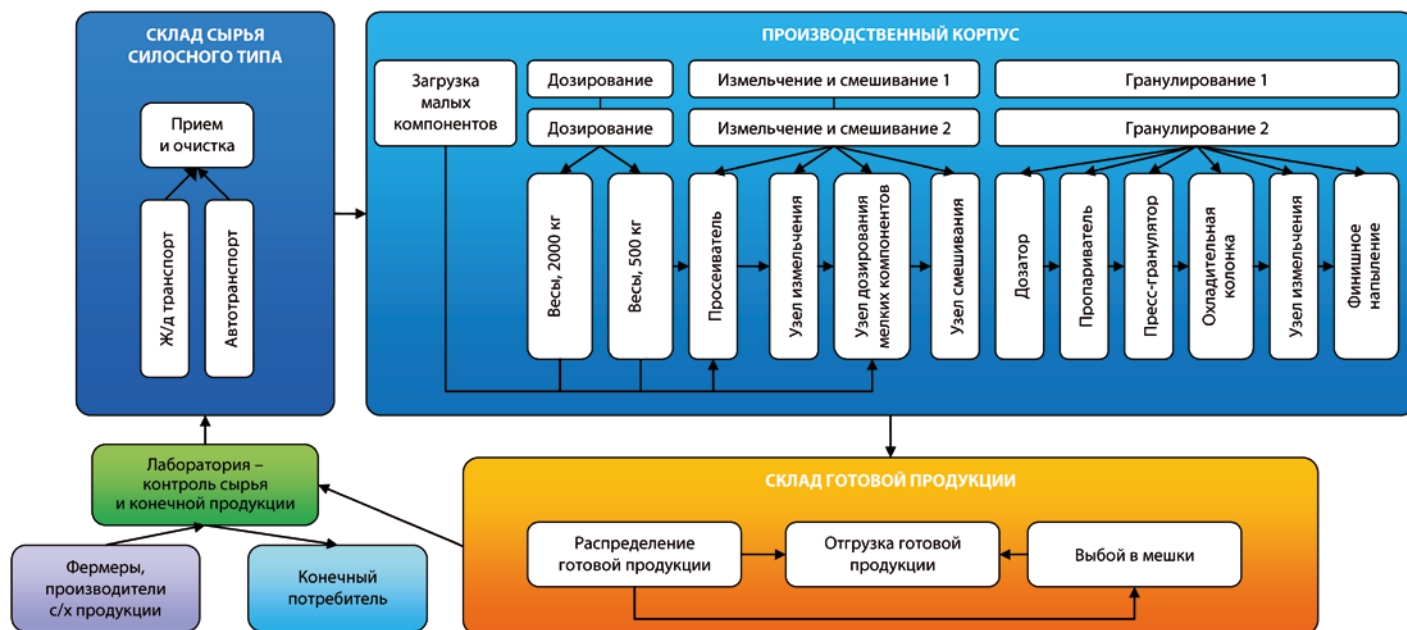 СКЛАД СЫРЬЯ
СИЛОСНОГО ТИПА
Прием
и очистка
Ж/д транспорт
Автотранспорт
ПРОИЗВОДСТВЕННЫЙ КОРПУС
Загрузка
малых
компонентов
Дозирование
Измельчение и смешивание 1
Гранулирование 1
Дозирование
Измельчение и смешивание 2
Гранулирование 2
Весы, 2000 кг
Весы, 500 кг
Просеиватель
Узел измельчения
Узел дозирования
мелких компонентов
Узел смешивания
Дозатор
Пропариватель
Пресс-гранулятор
Охладительная
колонка
Узел измельчения
Финишное
напыление
Лаборатория –
контроль сырья
и конечной продукции
Фермеры,
производители
с/х продукции
Конечный
потребитель
СКЛАД ГОТОВОЙ ПРОДУКЦИИ
Распределение
готовой продукции
Отгрузка готовой
продукции
Выбой в мешки